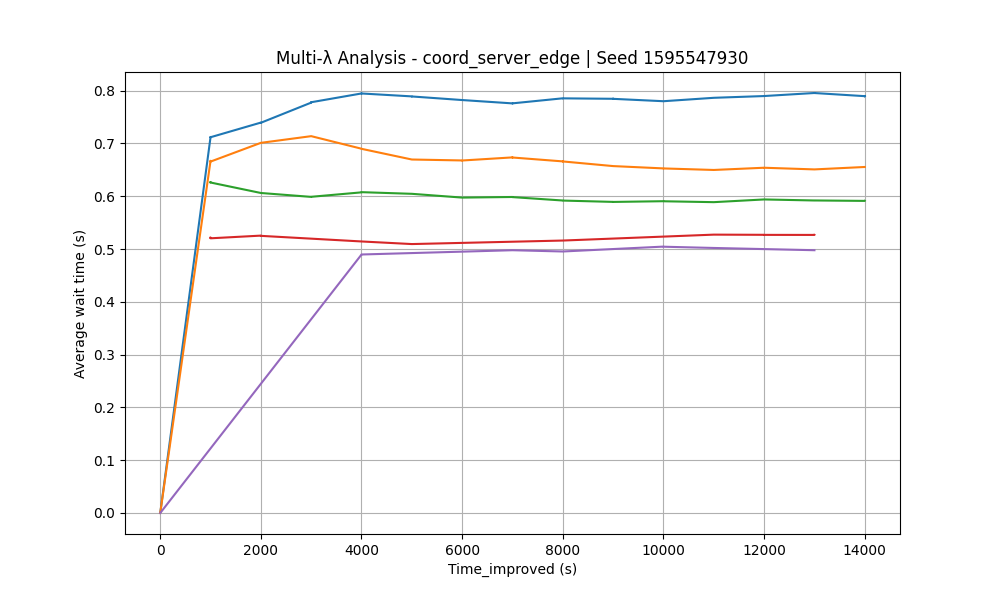 Multi-λ Analysis - coord_server_edge | Seed 1595547930
Average wait time (s)
0.8
0.7
0.6
0.5
0.4
0.3
0.2
0.1
0.0
0 2000 4000 6000 8000 10000 12000 14000
Time_improved (s)